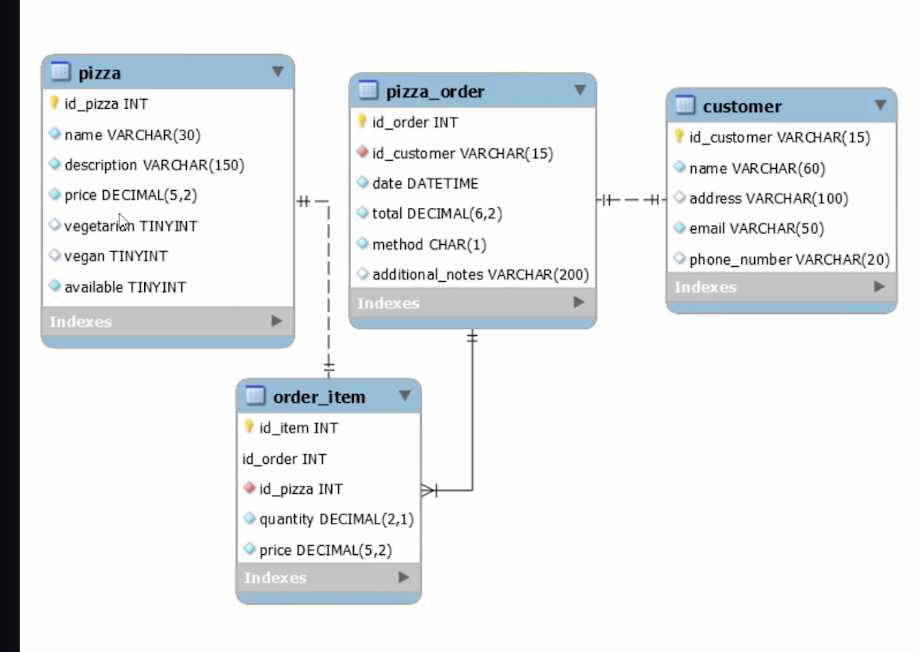 pizza
id_pizza INT
name VARCHAR(30)
description VARCHAR(150)
price DECIMAL(5,2)
vegetarian TINYINT
vegan TINYINT
available TINYINT
Indexes
pizza_order
id_order INT
id_customer VARCHAR(15)
date DATETIME
total DECIMAL(6,2)
method CHAR(1)
additional_notes VARCHAR(200)
Indexes
customer
id_customer VARCHAR(15)
name VARCHAR(60)
address VARCHAR(100)
email VARCHAR(50)
phone_number VARCHAR(20)
Indexes
order_item
id_item INT
id_order INT
id_pizza INT
quantity DECIMAL(2,1)
price DECIMAL(5,2)
Indexes